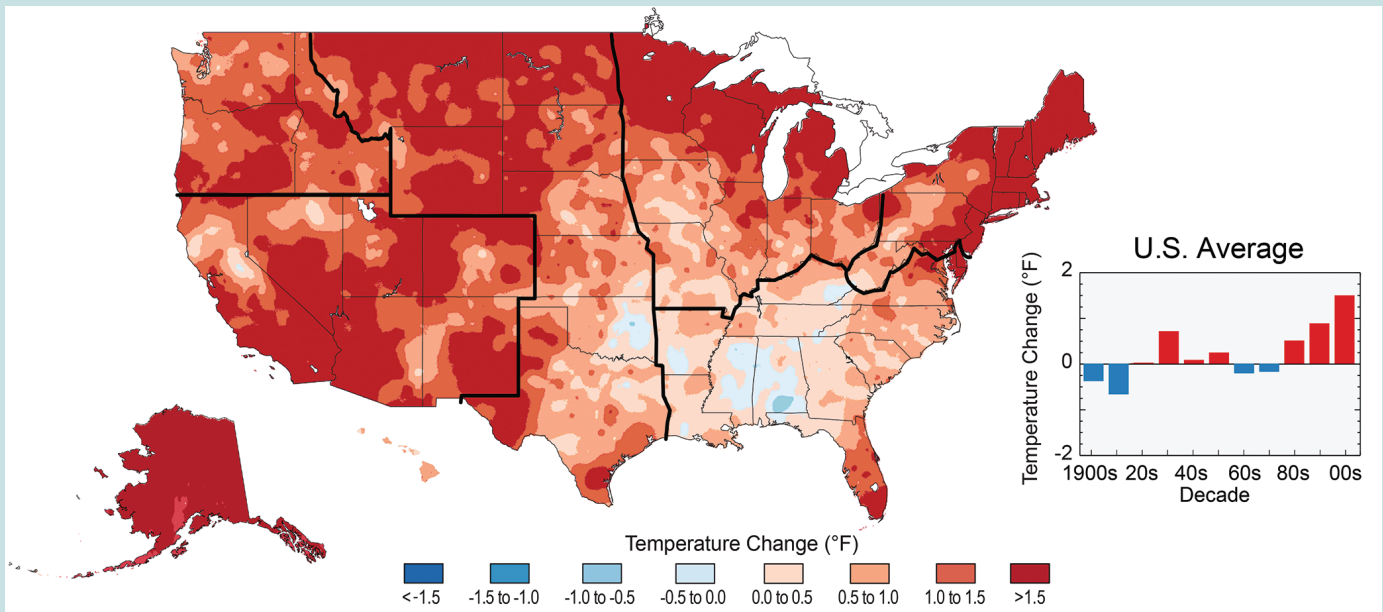 U.S. Average
Temperature Change (°F)
2
0
-2
1900s 20s 40s 60s 80s 00s
Decade
Temperature Change (°F)
< -1.5 -1.5 to -1.0 -1.0 to -0.5 -0.5 to 0.0 0.0 to 0.5 0.5 to 1.0 1.0 to 1.5 >1.5